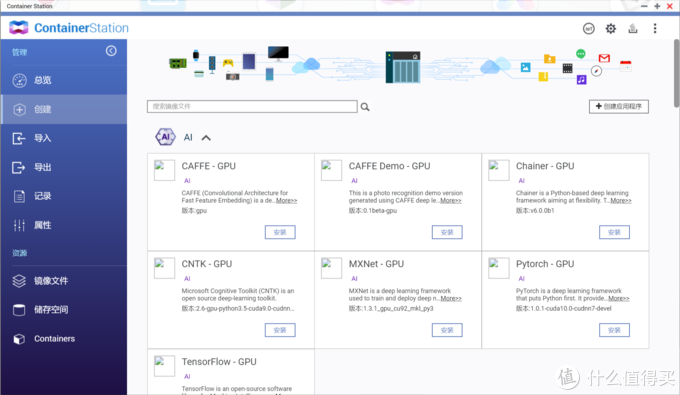 Container Station
ContainerStation
IoT
管理
总览
创建
导入
导出
记录
属性
资源
镜像文件
储存空间
Containers
搜索镜像文件
+ 创建应用程序
AI AI
CAFFE - GPU
AI
CAFFE (Convolutional Architecture for
Fast Feature Embedding) is a de...More>>
版本:gpu
安装
CAFFE Demo - GPU
AI
This is a photo recognition demo version
generated using CAFFE deep le...More>>
版本:0.1beta-gpu
安装
Chainer - GPU
AI
Chainer is a Python-based deep learning
framework aiming at flexibility. T...More>>
版本:v6.0.0b1
安装
CNTK - GPU
AI
Microsoft Cognitive Toolkit (CNTK) is an
open source deep-learning toolkit.
版本:2.6-gpu-python3.5-cuda9.0-cudnn...
安装
MXNet - GPU
AI
MXNet is a deep learning framework
used to train and deploy deep n...More>>
版本:1.3.1_gpu_cu92_mkl_py3
安装
Pytorch - GPU
AI
PyTorch is a deep learning framework
that puts Python first. It provide...More>>
版本:1.0.1-cuda10.0-cudnn7-devel
安装
TensorFlow - GPU
AI
TensorFlow is an open-source software
值 什么值得买